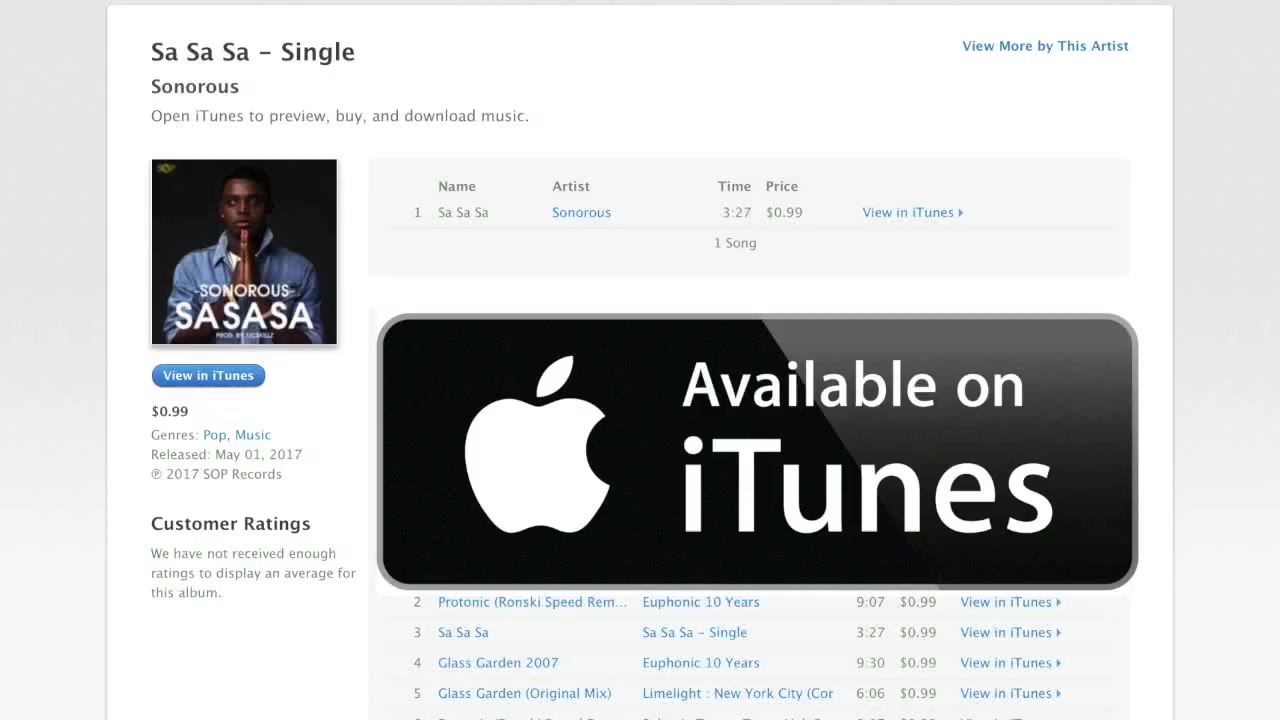 Sa Sa Sa – Single
View More by This Artist
Sonorous
Open iTunes to preview, buy, and download music.
Name Artist Time Price
1 Sa Sa Sa Sonorous 3:27 $0.99 View in iTunes
1 Song
-SONOROUS-
SASASA
View in iTunes
$0.99
Genres: Pop, Music
Released: May 01, 2017
℗ 2017 SOP Records
Customer Ratings
We have not received enough
ratings to display an average for
this album.
Available on
iTunes
2 Protonic (Ronski Speed Rem... Euphonic 10 Years 9:07 $0.99 View in iTunes
3 Sa Sa Sa Sa Sa Sa – Single 3:27 $0.99 View in iTunes
4 Glass Garden 2007 Euphonic 10 Years 9:30 $0.99 View in iTunes
5 Glass Garden (Original Mix) Limelight : New York City (Cor 6:06 $0.99 View in iTunes